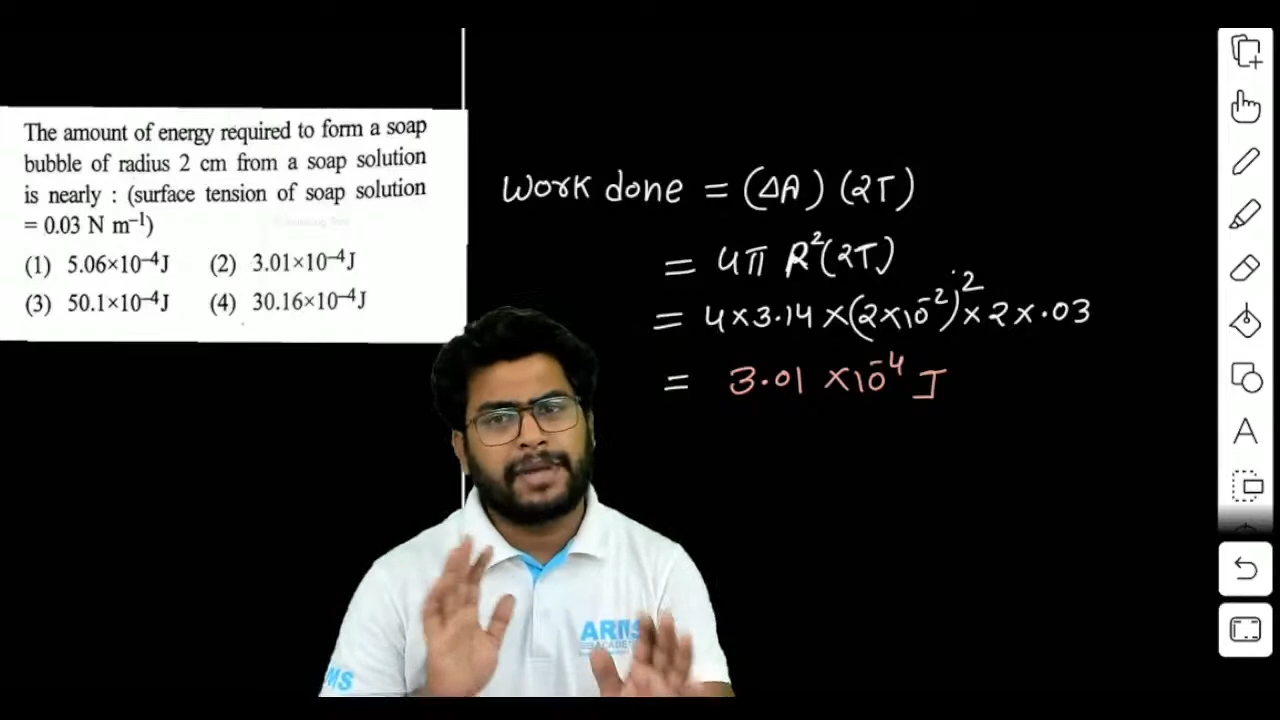 The amount of energy required to form a soap
bubble of radius 2 cm from a soap solution
is nearly : (surface tension of soap solution
= 0.03 N m⁻¹)
(1) 5.06×10⁻⁴J (2) 3.01×10⁻⁴J
(3) 50.1×10⁻⁴J (4) 30.16×10⁻⁴J
Work done = (ΔA) (2T)
= 4π R²(2T)
= 4×3.14×(2×10⁻²)²×2×.03
= 3.01 ×10⁻⁴ J
A
ARMS
MS